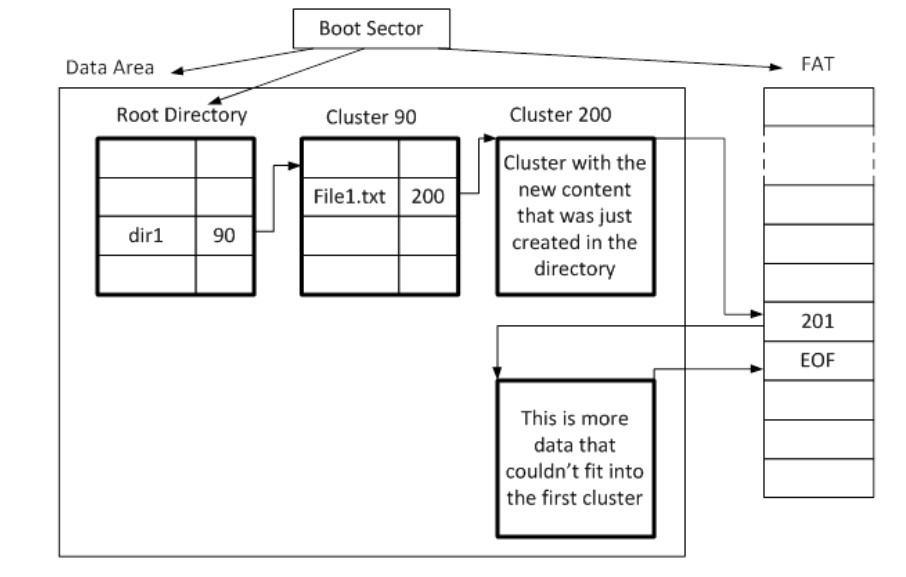 Boot Sector
Data Area
FAT
Root Directory
Cluster 90
Cluster 200
dir1 90
File1.txt 200
Cluster with the
new content
that was just
created in the
directory
201
EOF
This is more
data that
couldn't fit into
the first cluster